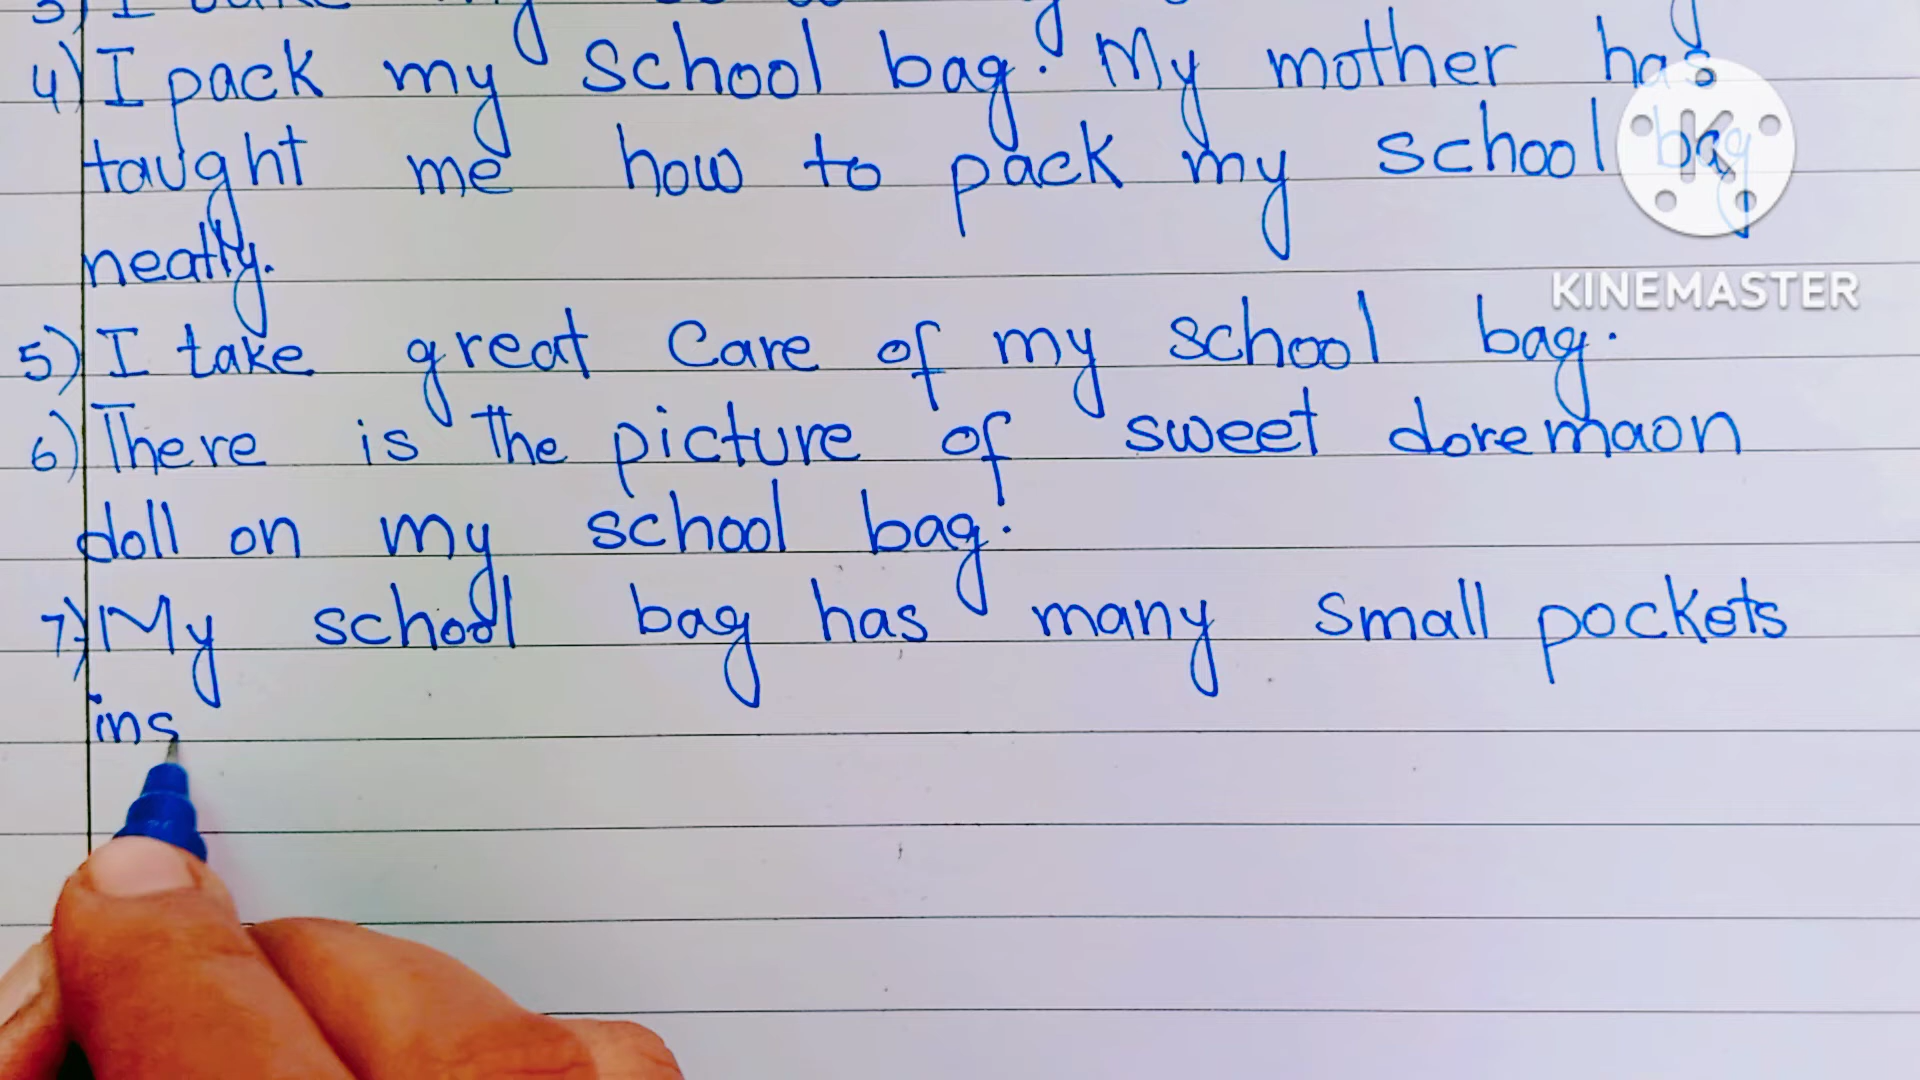 4) I pack my school bag. My mother has
taught me how to pack my school bag
neatly.
KINEMASTER
5) I take great care of my school bag.
6) There is the picture of sweet doremaon
doll on my school bag.
7) My school bag has many small pockets
ins